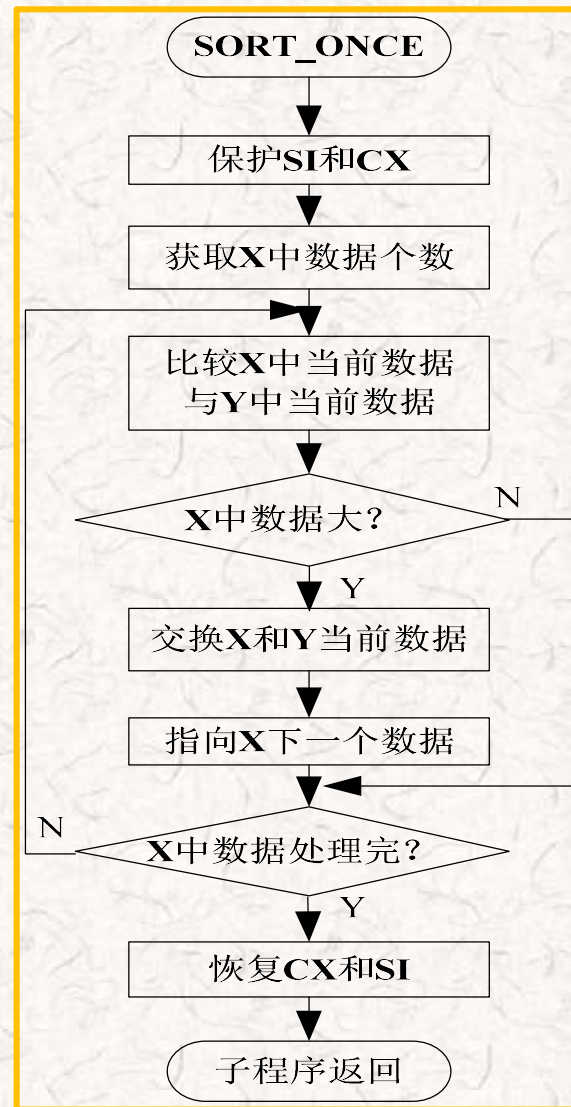 SORT_ONCE
保护SI和CX
获取X中数据个数
比较X中当前数据
与Y中当前数据
X中数据大?
N
Y
交换X和Y当前数据
指向X下一个数据
N
X中数据处理完?
Y
恢复CX和SI
子程序返回